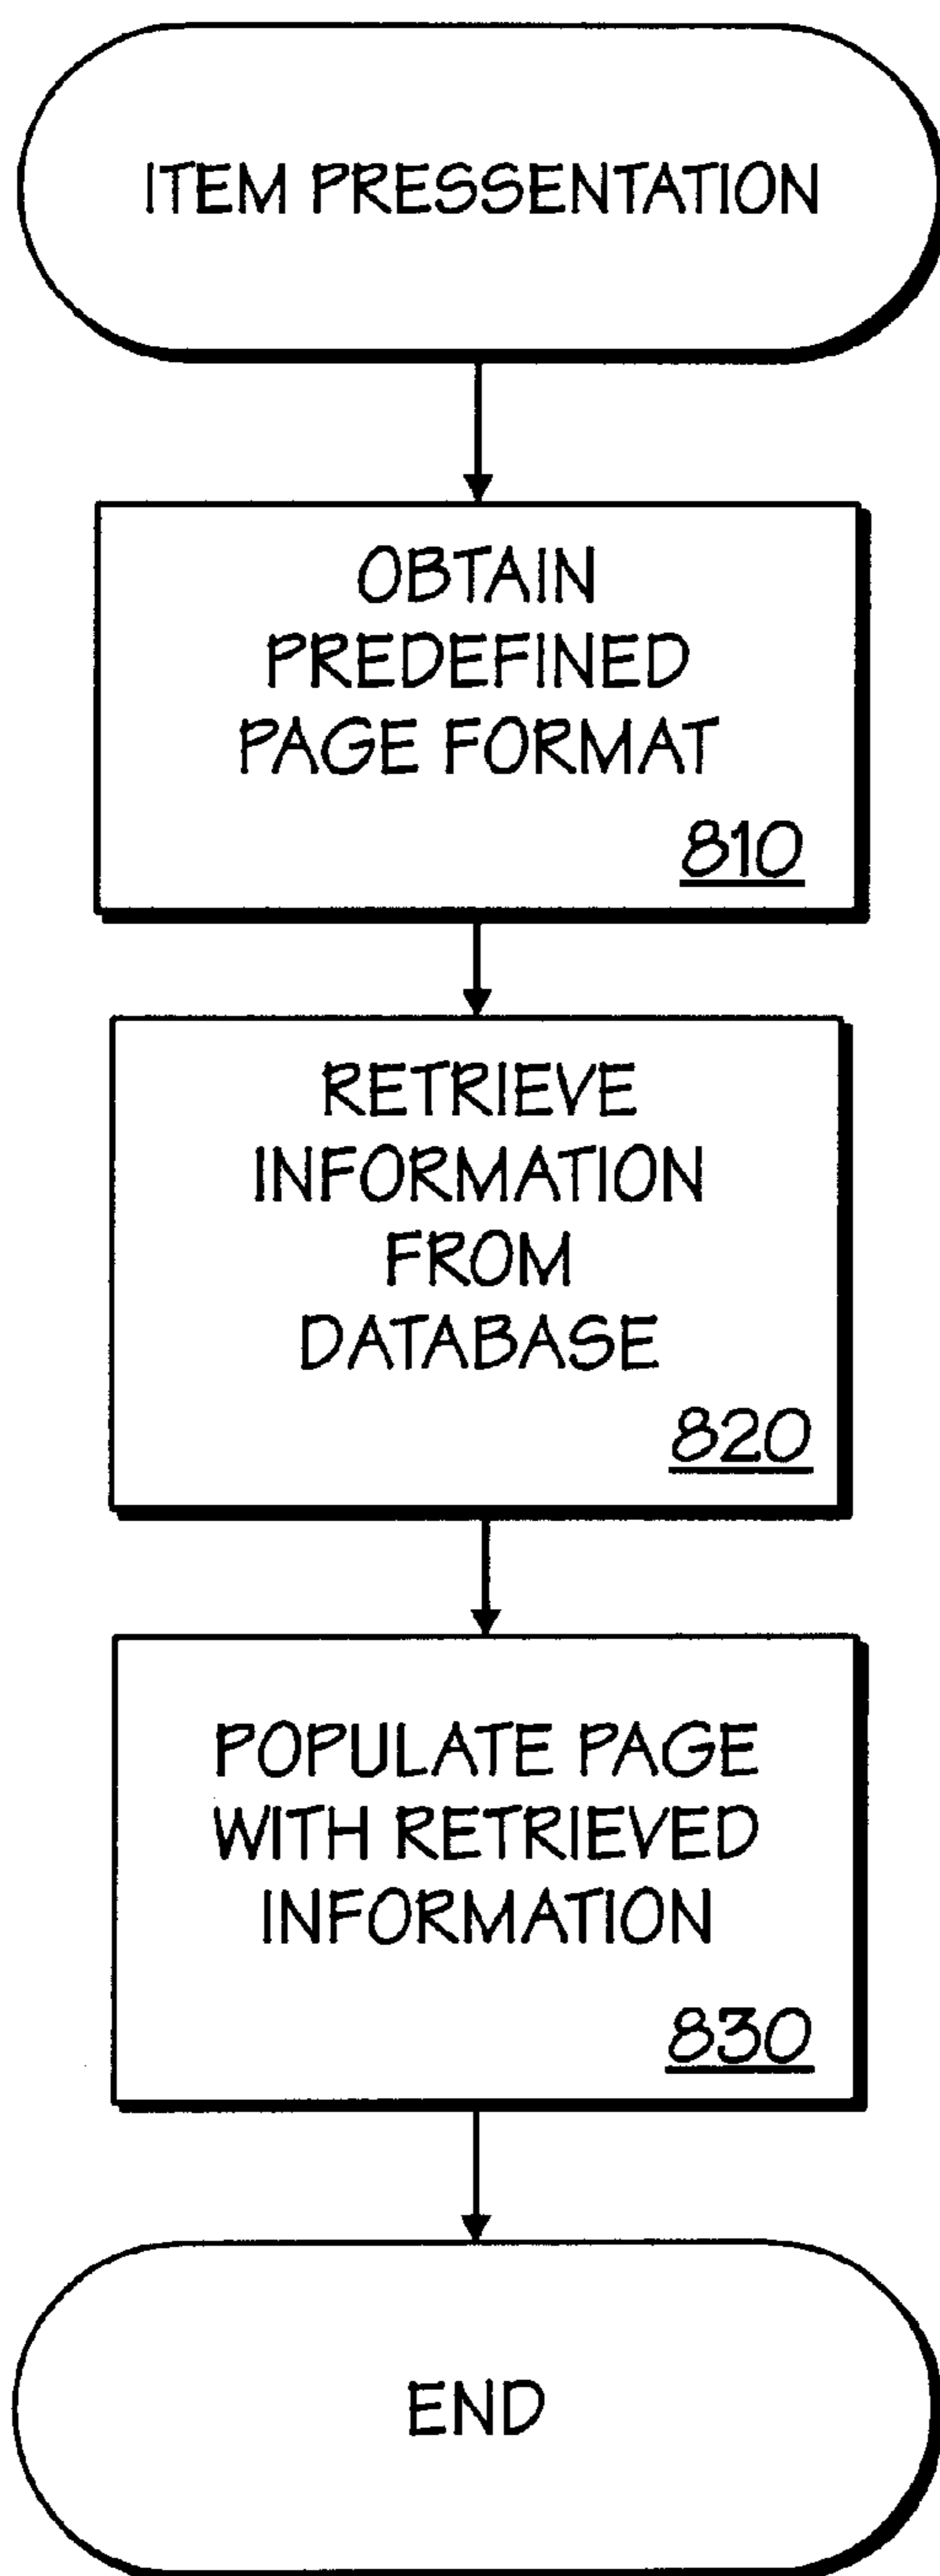 ITEM PRESSENTATION
OBTAIN
PREDEFINED
PAGE FORMAT
810
RETRIEVE
INFORMATION
FROM
DATABASE
820
POPULATE PAGE
WITH RETRIEVED
INFORMATION
830
END